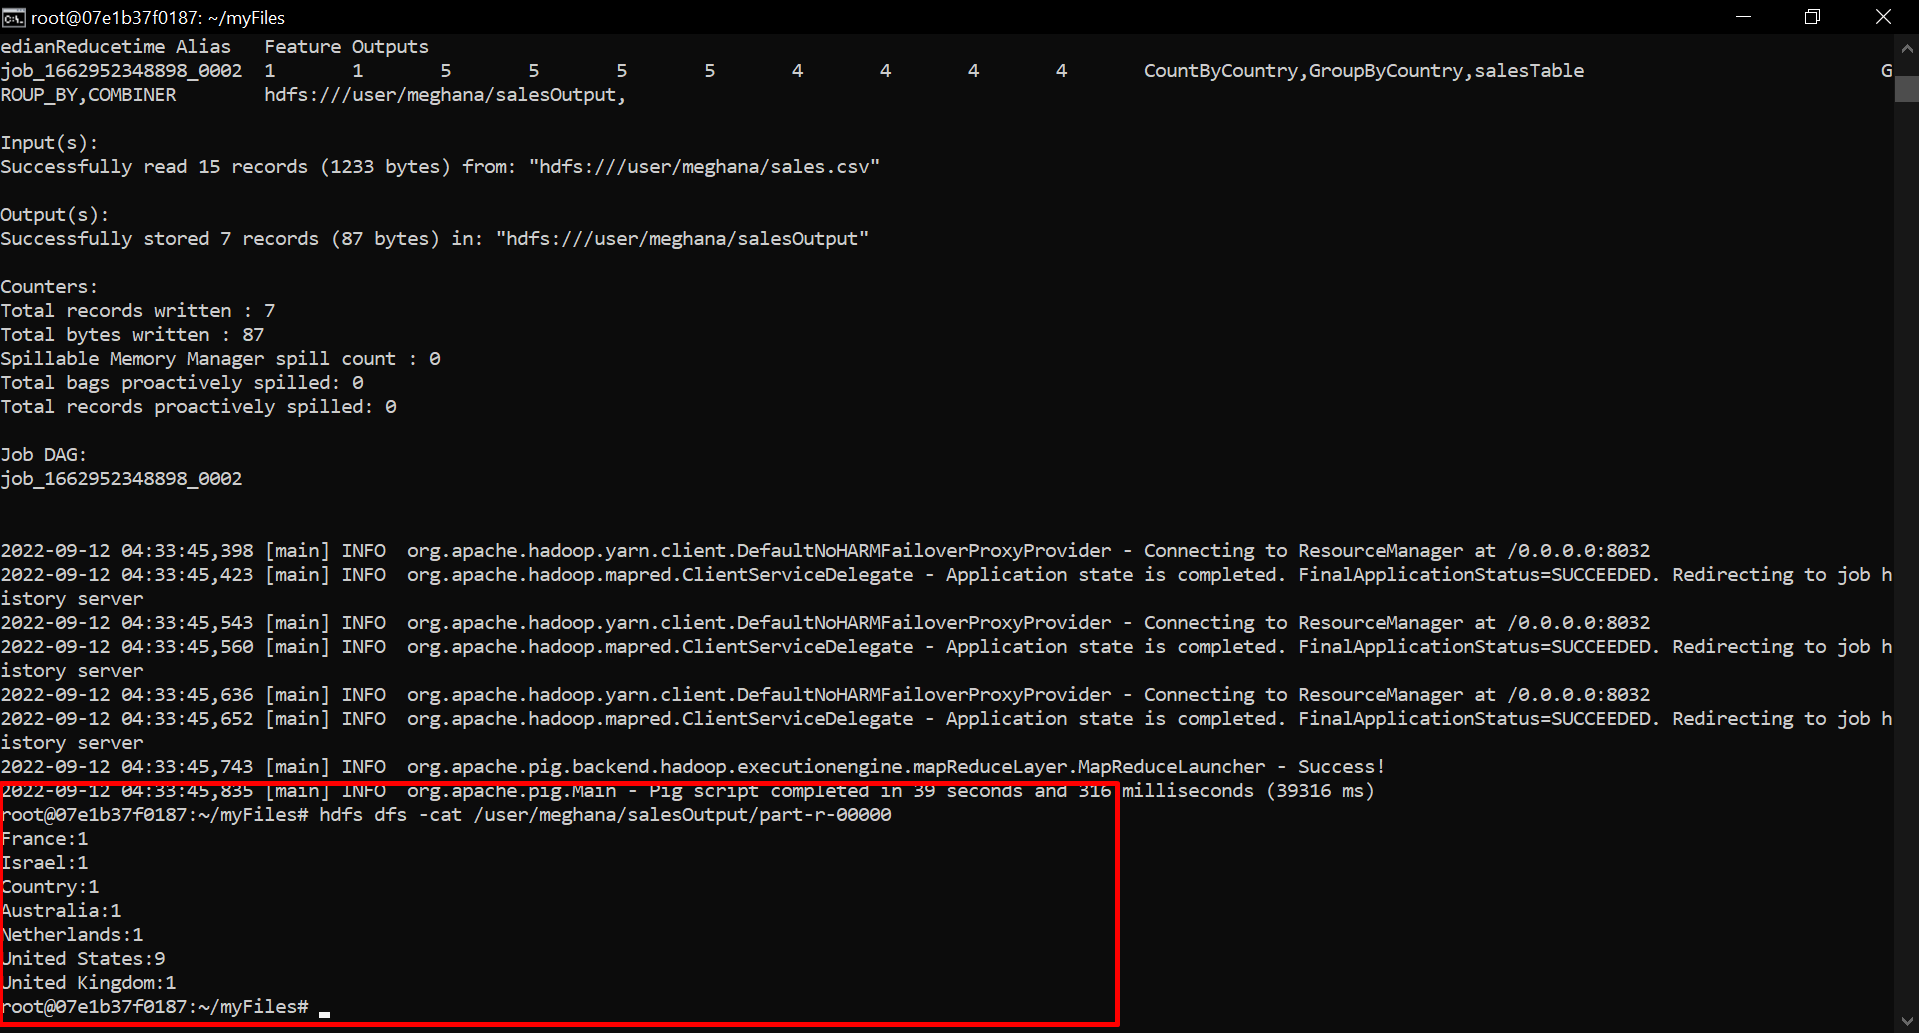 root@07e1b37f0187: ~/myFiles
edianReducetime Alias   Feature Outputs
job_1662952348898_0002  1       1       5       5       5       5       4       4       4       4       CountByCountry,GroupByCountry,salesTable                           G
ROUP_BY,COMBINER        hdfs:///user/meghana/salesOutput,
Input(s):
Successfully read 15 records (1233 bytes) from: "hdfs:///user/meghana/sales.csv"
Output(s):
Successfully stored 7 records (87 bytes) in: "hdfs:///user/meghana/salesOutput"
Counters:
Total records written : 7
Total bytes written : 87
Spillable Memory Manager spill count : 0
Total bags proactively spilled: 0
Total records proactively spilled: 0
Job DAG:
job_1662952348898_0002
2022-09-12 04:33:45,398 [main] INFO  org.apache.hadoop.yarn.client.DefaultNoHARMFailoverProxyProvider - Connecting to ResourceManager at /0.0.0.0:8032
2022-09-12 04:33:45,423 [main] INFO  org.apache.hadoop.mapred.ClientServiceDelegate - Application state is completed. FinalApplicationStatus=SUCCEEDED. Redirecting to job h
istory server
2022-09-12 04:33:45,543 [main] INFO  org.apache.hadoop.yarn.client.DefaultNoHARMFailoverProxyProvider - Connecting to ResourceManager at /0.0.0.0:8032
2022-09-12 04:33:45,560 [main] INFO  org.apache.hadoop.mapred.ClientServiceDelegate - Application state is completed. FinalApplicationStatus=SUCCEEDED. Redirecting to job h
istory server
2022-09-12 04:33:45,636 [main] INFO  org.apache.hadoop.yarn.client.DefaultNoHARMFailoverProxyProvider - Connecting to ResourceManager at /0.0.0.0:8032
2022-09-12 04:33:45,652 [main] INFO  org.apache.hadoop.mapred.ClientServiceDelegate - Application state is completed. FinalApplicationStatus=SUCCEEDED. Redirecting to job h
istory server
2022-09-12 04:33:45,743 [main] INFO  org.apache.pig.backend.hadoop.executionengine.mapReduceLayer.MapReduceLauncher - Success!
2022-09-12 04:33:45,835 [main] INFO  org.apache.pig.Main - Pig script completed in 39 seconds and 316 milliseconds (39316 ms)
root@07e1b37f0187:~/myFiles# hdfs dfs -cat /user/meghana/salesOutput/part-r-00000
France:1
Israel:1
Country:1
Australia:1
Netherlands:1
United States:9
United Kingdom:1
root@07e1b37f0187:~/myFiles#